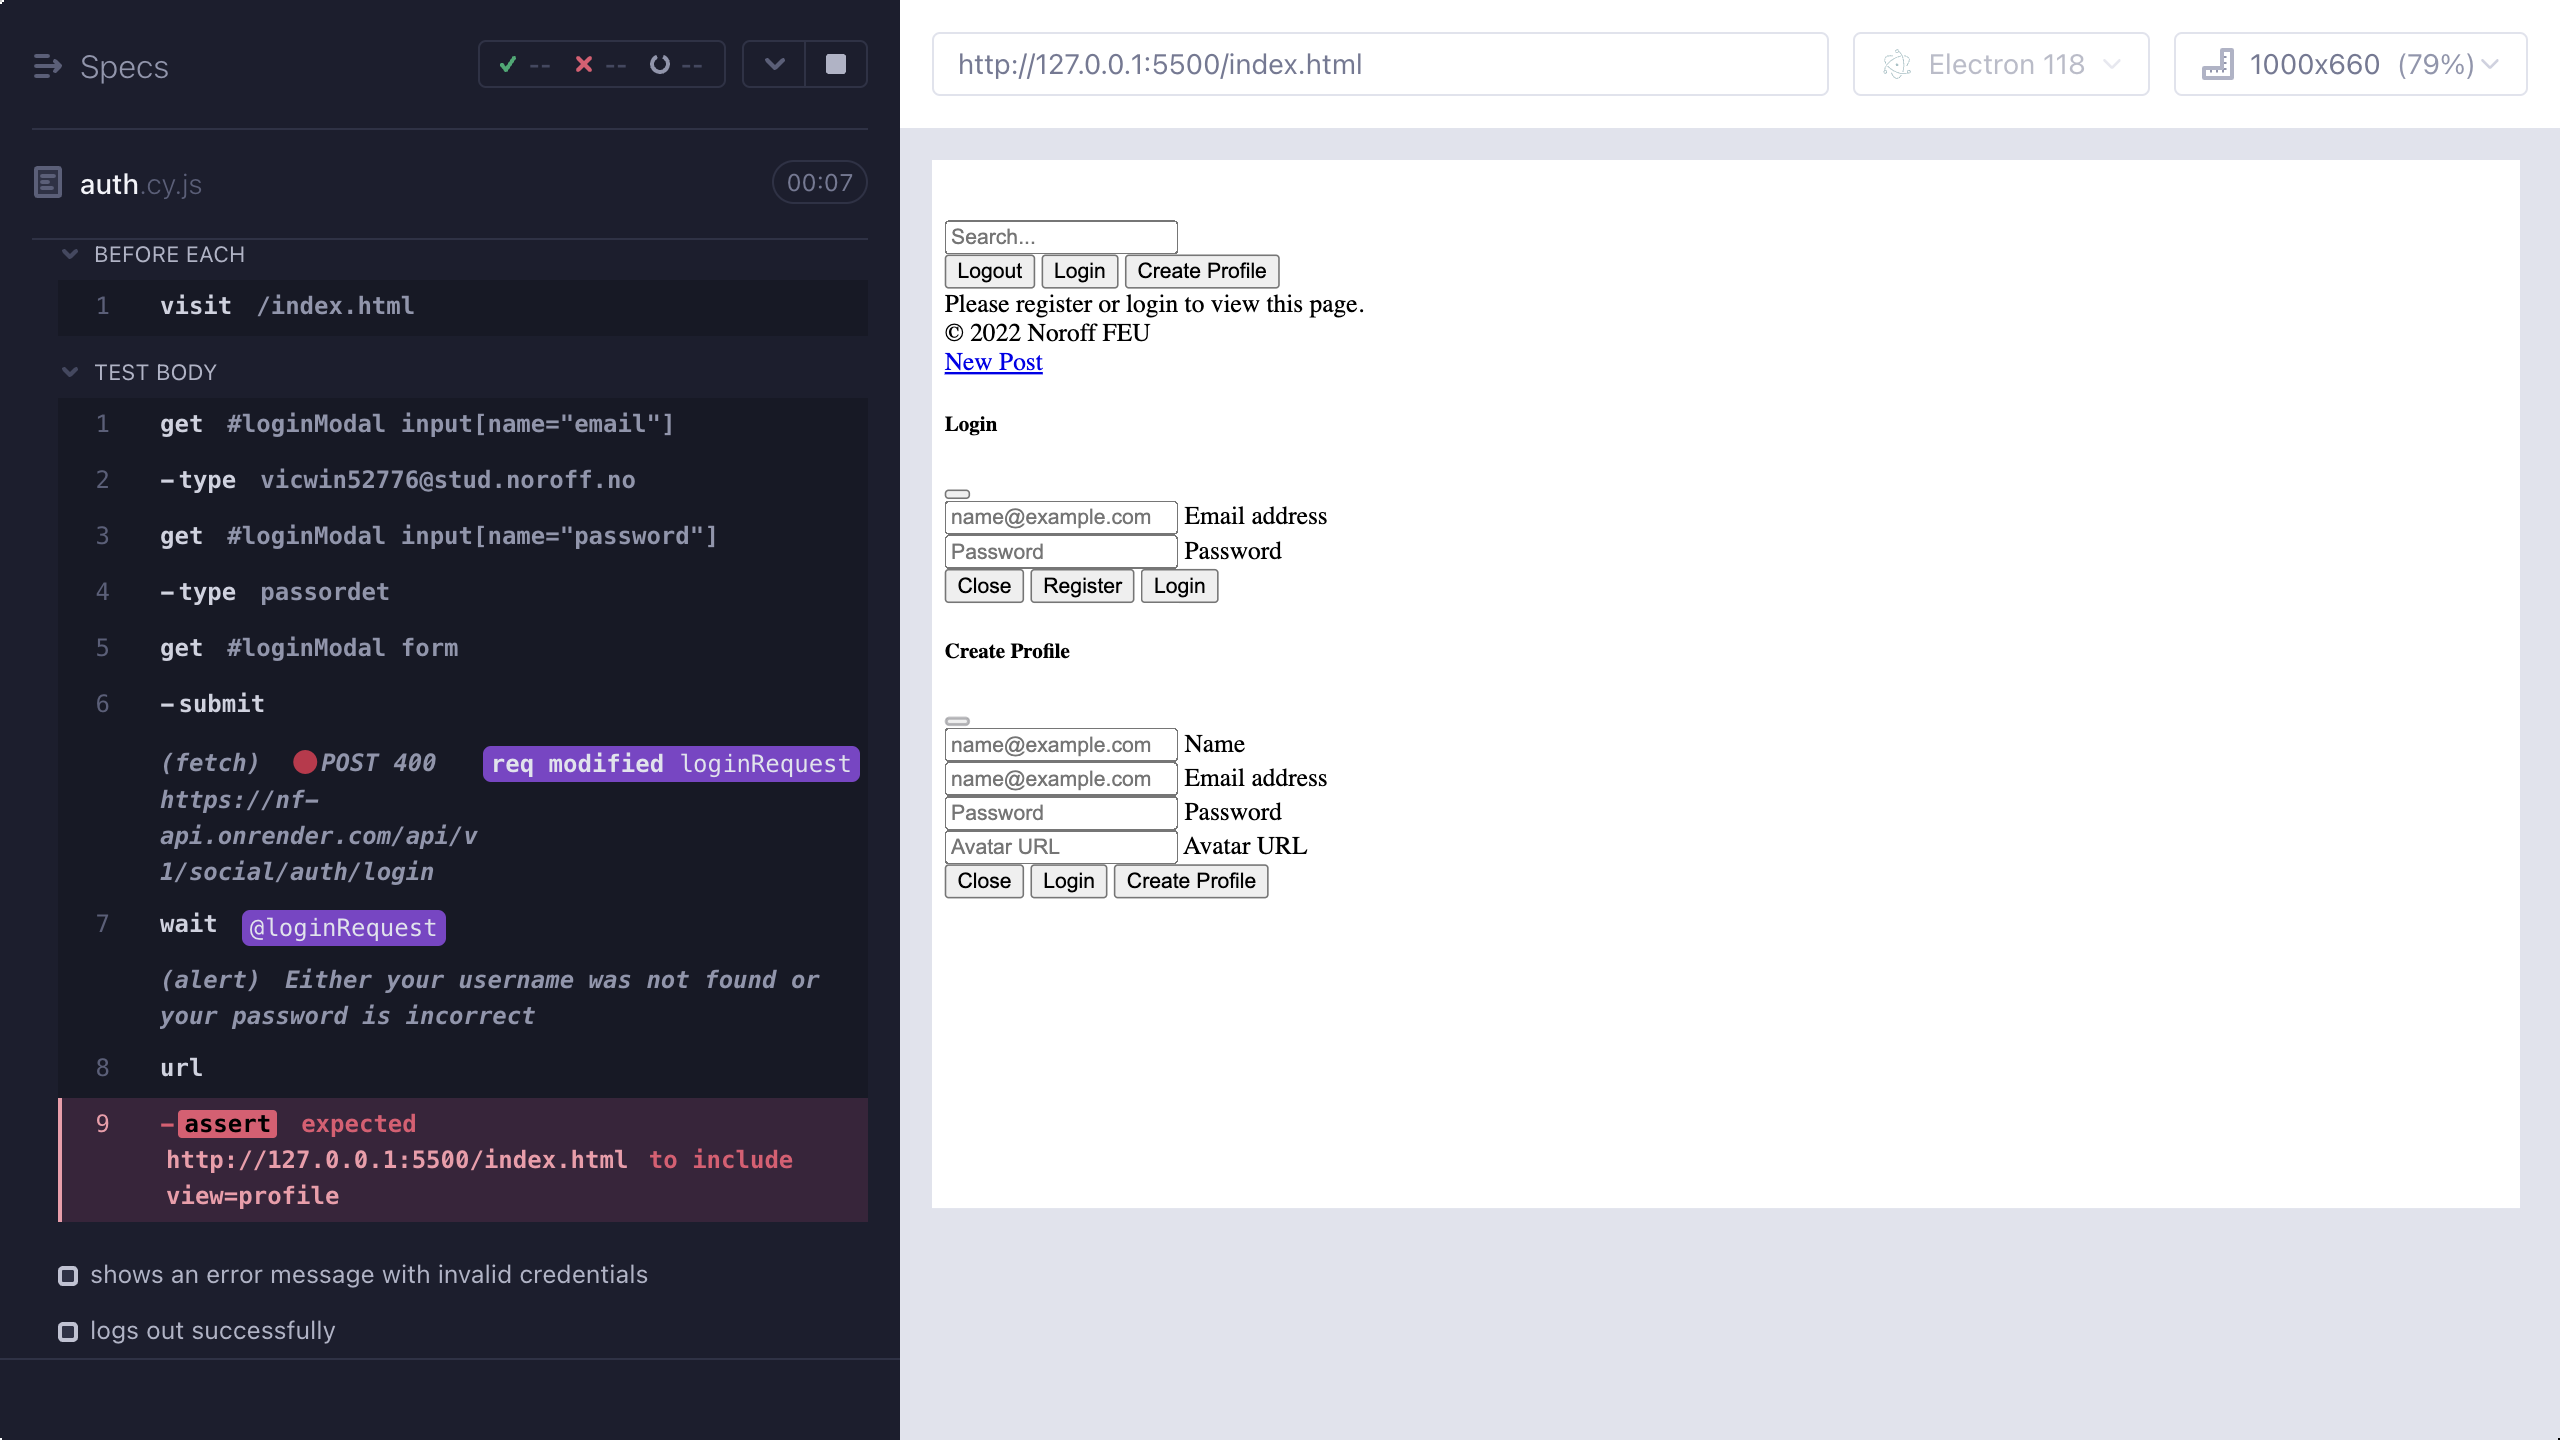 Specs
-- -- --
auth.cy.js
00:07
BEFORE EACH
1 visit /index.html
TEST BODY
1 get #loginModal input[name="email"]
2 -type vicwin52776@stud.noroff.no
3 get #loginModal input[name="password"]
4 -type passordet
5 get #loginModal form
6 -submit
(fetch) POST 400 req modified loginRequest
https://nf-
api.onrender.com/api/v
1/social/auth/login
7 wait @loginRequest
(alert) Either your username was not found or
your password is incorrect
8 url
9 -assert expected
http://127.0.0.1:5500/index.html to include
view=profile
shows an error message with invalid credentials
logs out successfully
http://127.0.0.1:5500/index.html
Electron 118
1000x660 (79%)
Search...
Logout Login Create Profile
Please register or login to view this page.
© 2022 Noroff FEU
New Post
Login
name@example.com Email address
Password Password
Close Register Login
Create Profile
name@example.com Name
name@example.com Email address
Password Password
Avatar URL Avatar URL
Close Login Create Profile